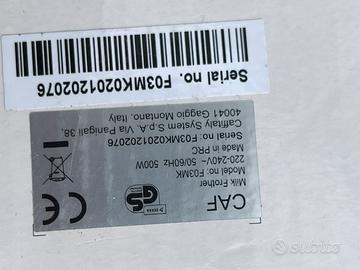 Serial no. F03MK0201202076
CAF
Milk Frother
Model no: F03MK
220-240V~ 50/60Hz 500W
Made in PRC
Serial no: F03MK0201202076
Caffitaly System S.p.A. Via Panigali 38,
40041 Gaggio Montano, Italy
DEKRA
GS
CE
subito